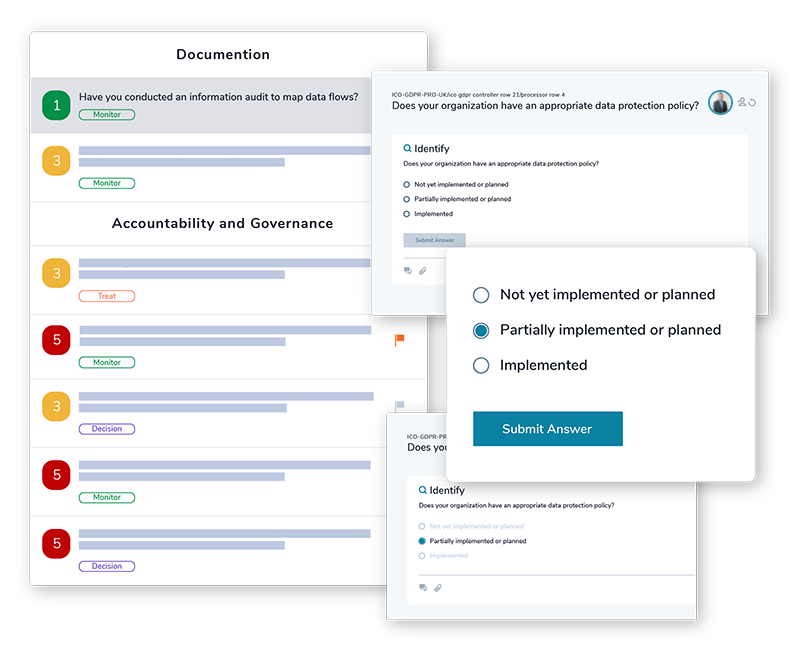 Documention
1
Have you conducted an information audit to map data flows?
Monitor
3
Monitor
Accountability and Governance
3
Treat
5
Monitor
3
Decision
5
Monitor
5
Decision
ICO-GDPR-PRO-UK/ico gdpr controller row 21/processor row 4
Does your organization have an appropriate data protection policy?
Identify
Does your organization have an appropriate data protection policy?
Not yet implemented or planned
Partially implemented or planned
Implemented
Submit Answer
Not yet implemented or planned
Partially implemented or planned
Implemented
Submit Answer
ICO-GDPR-PR
Does you
Identify
Does your organization have an appropriate data protection policy?
Not yet implemented or planned
Partially implemented or planned
Implemented